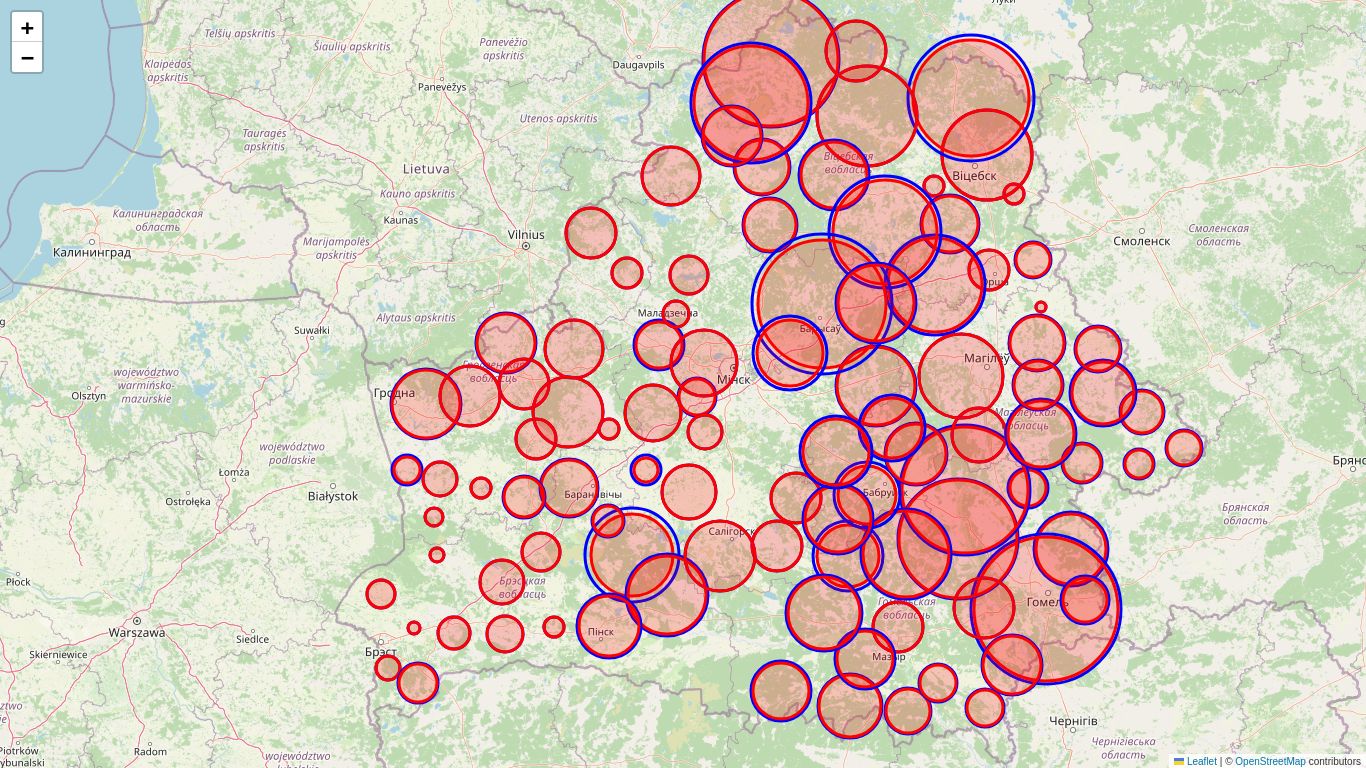 +
−
Luки
Telšių apskritis
Šiaulių apskritis
Panevėžio
apskritis
Klaipėdos
apskritis
Daugavpils
Panevėžys
Utenos apskritis
Tauragės
apskritis
Віцебская
вобласць
Lietuva
Віцебск
Kauno apskritis
Калининградская
область
Kaunas
Vilnius
Смоленск
Смоленская
область
Marijampolės
apskritis
Калининград
Орша
Alytaus apskritis
Маладзечна
Suwałki
Барысаў
Гродзенская
вобласць
Магілёў
województwo
warmińsko-
mazurskie
Мінск
Гродна
Olsztyn
Магілёўская
вобласць
województwo
podlaskie
Łomża
Брянс
Białystok
Баранавічы
Бабруйск
Ostrołęka
Брянская
область
Салігорск
Płock
Брэсцкая
вобласць
Гомель
Гомельская
вобласць
Warszawa
Siedlce
Пінск
Skierniewice
Брэст
Мазыр
Чернігів
Piotrków
rybunalski
Radom
województwo
Чернігівська
область
Leaflet | © OpenStreetMap contributors